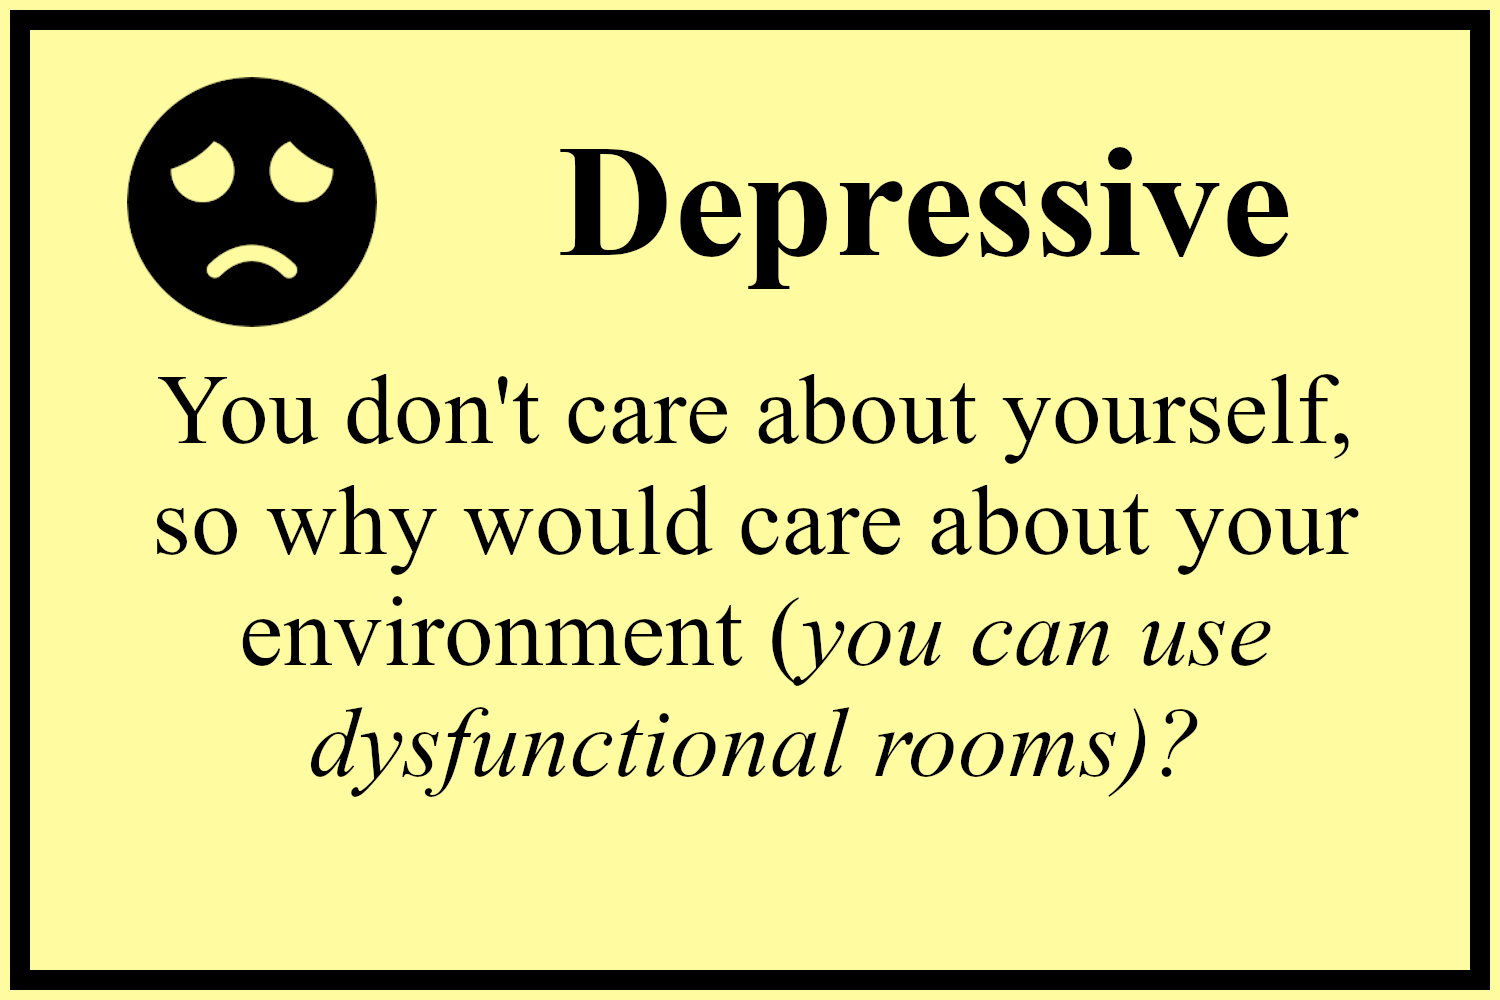 Depressive
You don't care about yourself,
so why would care about your
environment (you can use
dysfunctional rooms)?